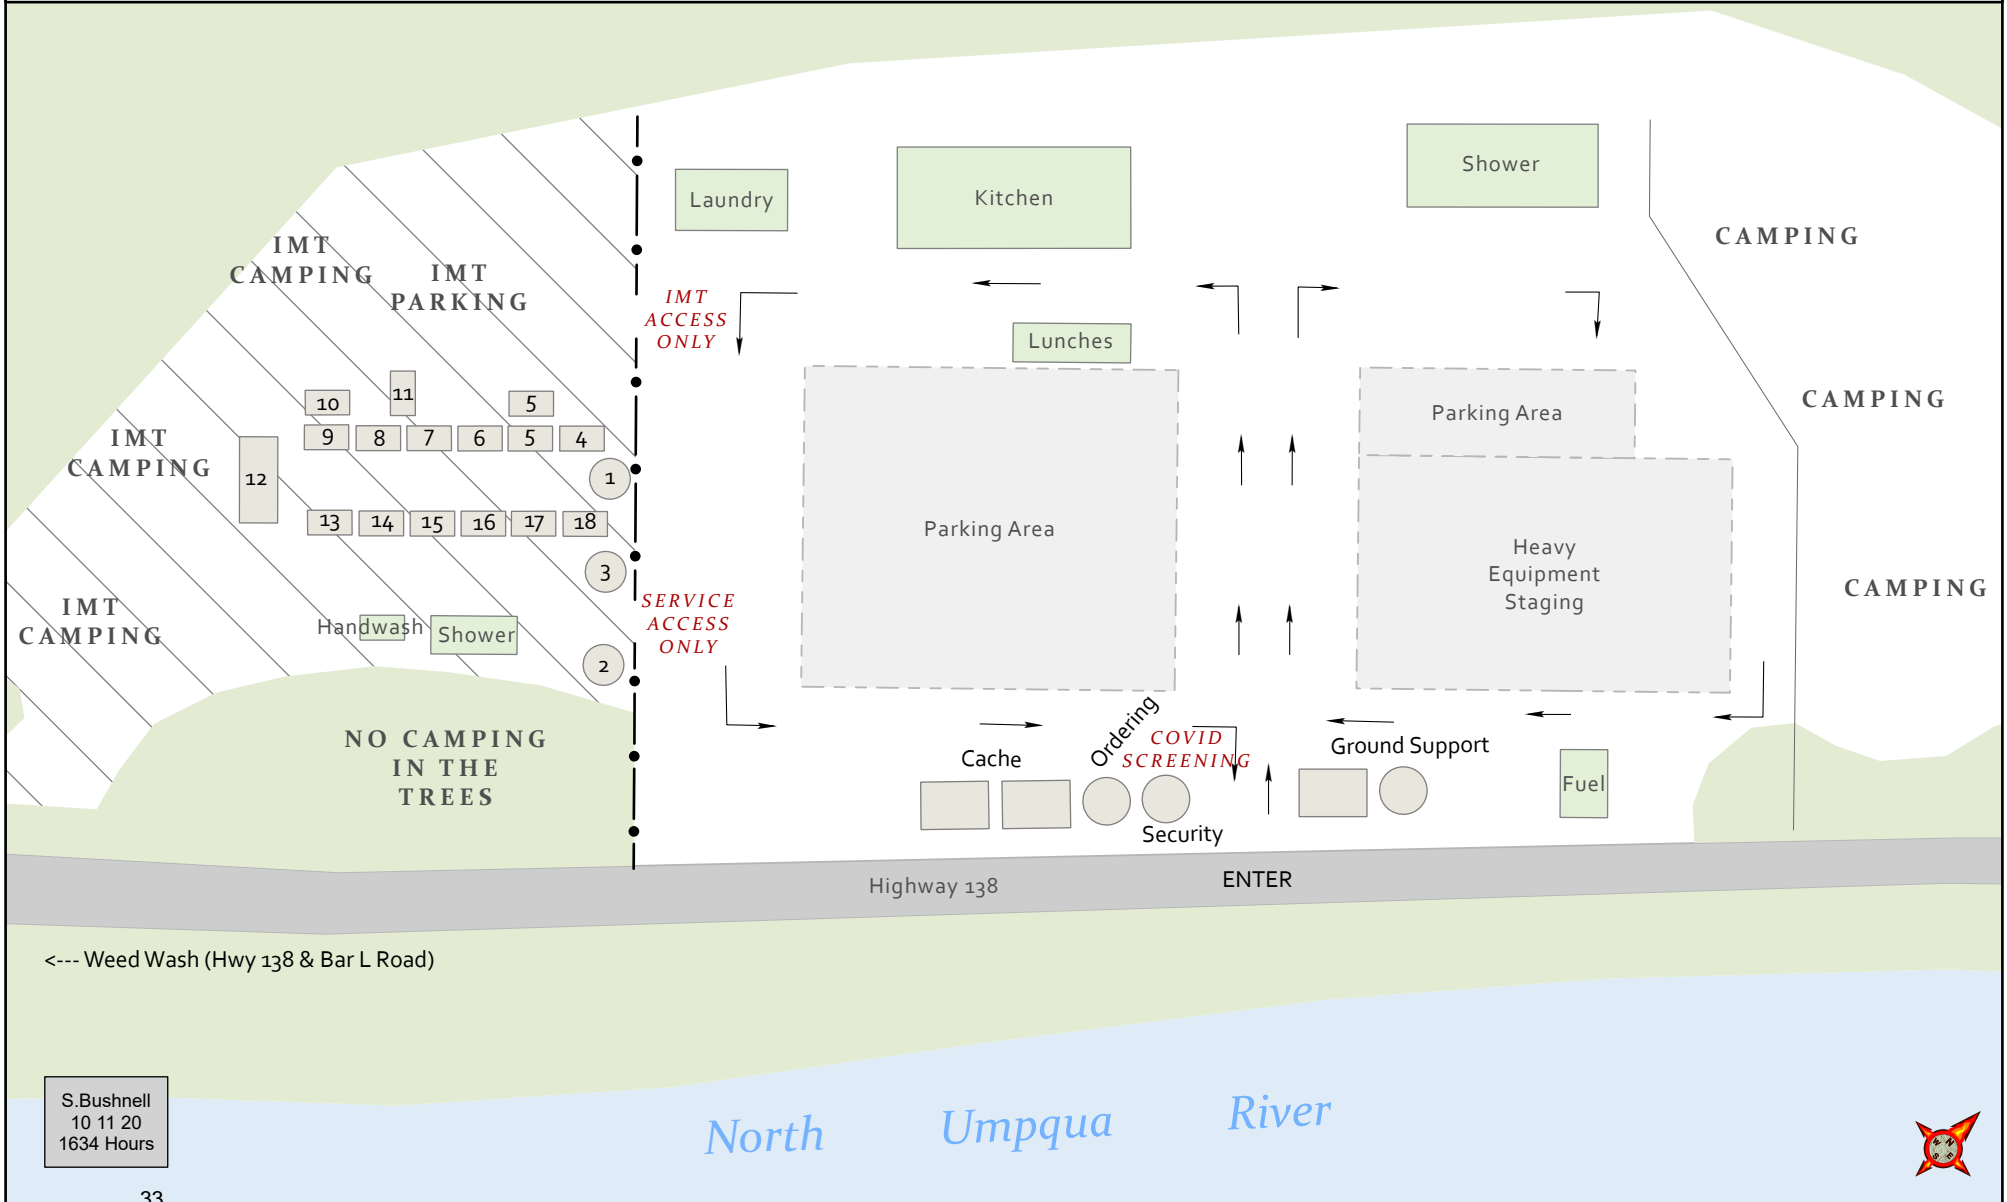 Laundry
Kitchen
Shower
CAMPING
IMT
CAMPING
IMT
PARKING
IMT
ACCESS
ONLY
Lunches
10
11
5
9
8
7
6
5
4
1
12
13
14
15
16
17
18
3
2
IMT
CAMPING
IMT
CAMPING
Handwash
Shower
SERVICE
ACCESS
ONLY
Parking Area
Parking Area
Heavy
Equipment
Staging
CAMPING
CAMPING
NO CAMPING
IN THE
TREES
Cache
Ordering
COVID
SCREENING
Security
Ground Support
Fuel
Highway 138
ENTER
<--- Weed Wash (Hwy 138 & Bar L Road)
North Umpqua River
S.Bushnell
10 11 20
1634 Hours
33
N
E
S
W